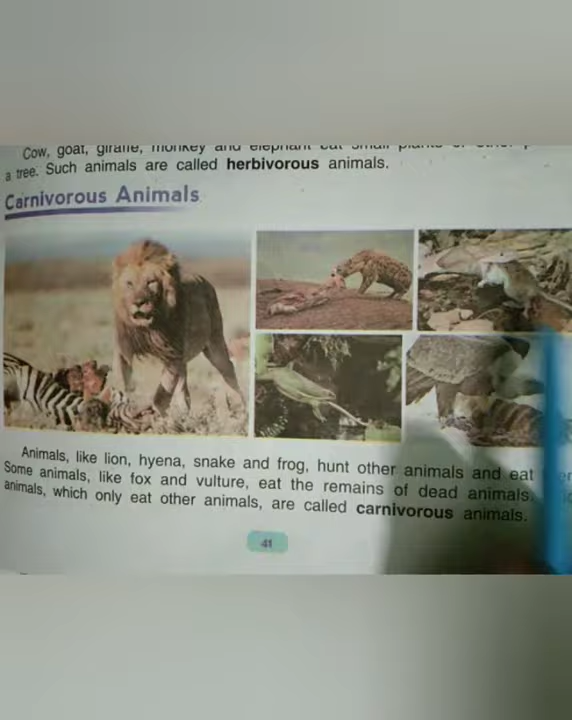 Cow, goat, giraffe, monkey and elephant eat small plants
a tree. Such animals are called herbivorous animals.
Carnivorous Animals
Animals, like lion, hyena, snake and frog, hunt other animals and eat
Some animals, like fox and vulture, eat the remains of dead animals.
animals, which only eat other animals, are called carnivorous animals.
41